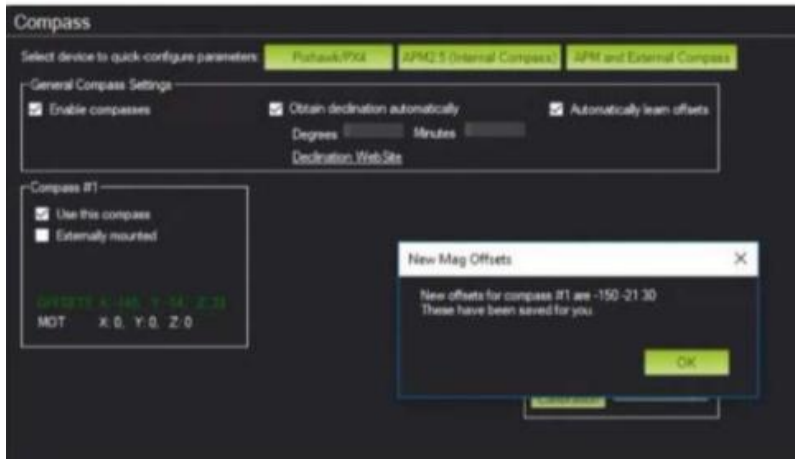 Compass
Select device to quick-configure parameters: Pixhawk/PX4 APM2.5 (Internal Compass) APM and External Compass
General Compass Settings
Enable compasses Obtain declination automatically Automatically learn offsets
Degrees Minutes
Declination WebSite
Compass #1
Use this compass
Externally mounted
OFFSETS X: Y: Z:
MOT X: 0, Y: 0, Z: 0
New Mag Offsets
New offsets for compass #1 are -150 -21 30
These have been saved for you.
OK